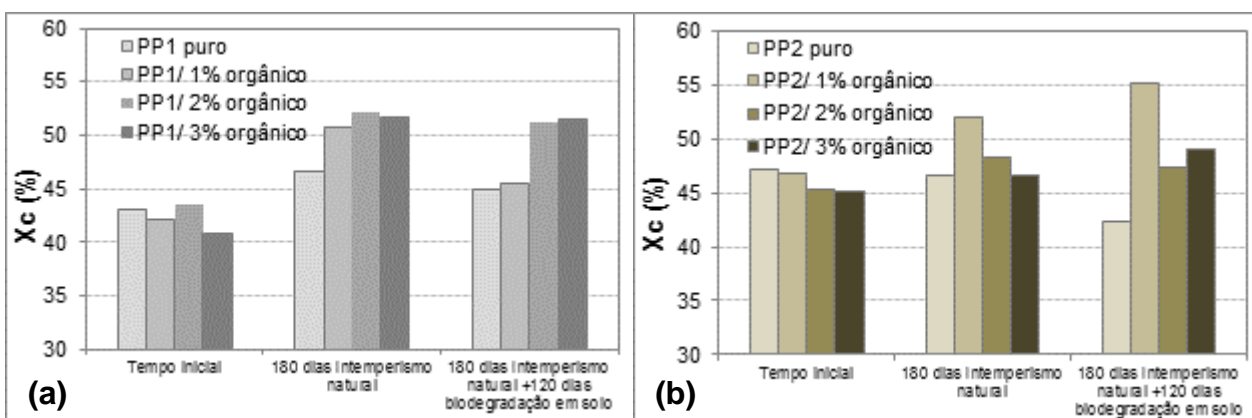 60
55
50
45
40
35
30
Xc (%)
PP1 puro
PP1/ 1% orgânico
PP1/ 2% orgânico
PP1/ 3% orgânico
Tempo inicial
180 dias intemperismo
natural
180 dias intemperismo
natural +120 dias
biodegradação em solo
(a)
60
55
50
45
40
35
30
Xc (%)
PP2 puro
PP2/ 1% orgânico
PP2/ 2% orgânico
PP2/ 3% orgânico
Tempo inicial
180 dias intemperismo
natural
180 dias intemperismo
natural +120 dias
biodegradação em solo
(b)